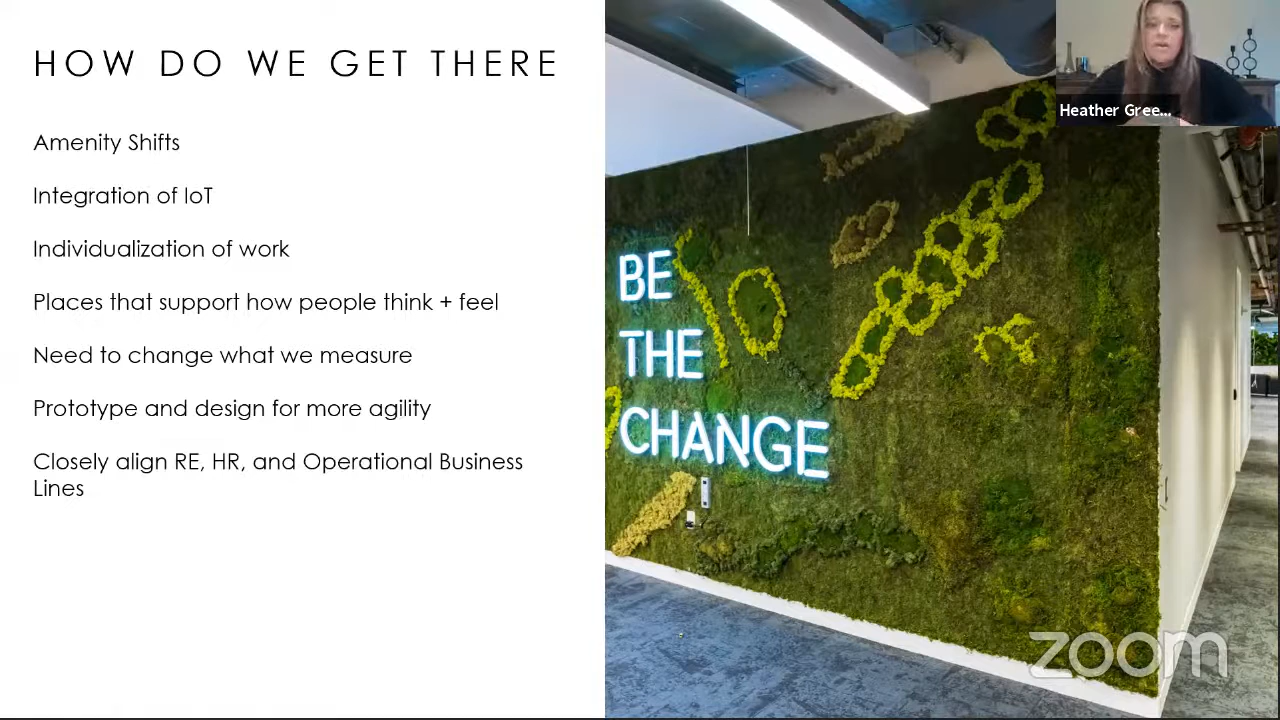 HOW DO WE GET THERE
Amenity Shifts
Integration of IoT
Individualization of work
Places that support how people think + feel
Need to change what we measure
Prototype and design for more agility
Closely align RE, HR, and Operational Business
Lines
BE
THE
CHANGE
Heather Gree...
zoom